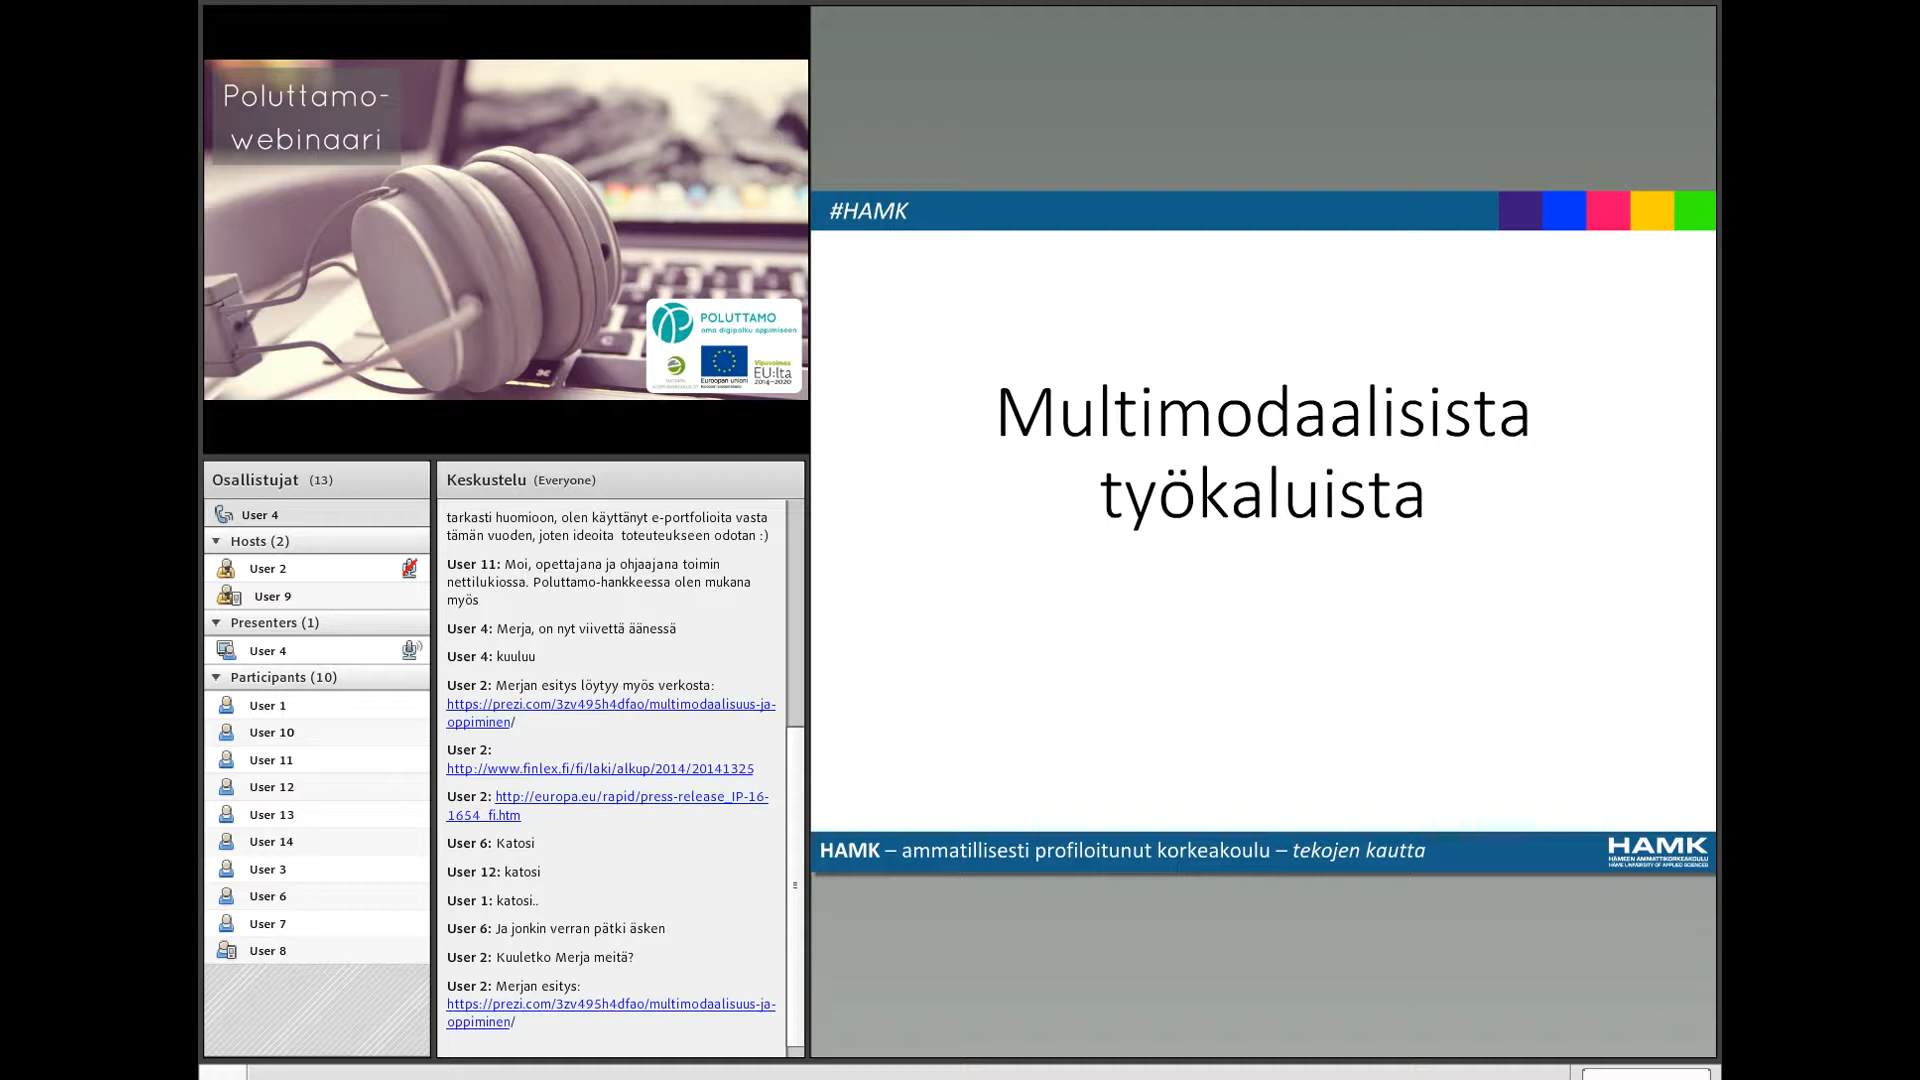 Poluttamo-
webinaari
POLUTTAMO
oma digipolku oppimiseen
Euroopan unioni
Vipuvoimaa
EU:lta
2014–2020
Osallistujat (13)
User 4
Hosts (2)
User 2
User 9
Presenters (1)
User 4
Participants (10)
User 1
User 10
User 11
User 12
User 13
User 14
User 3
User 6
User 7
User 8
Keskustelu (Everyone)
tarkasti huomioon, olen käyttänyt e-portfolioita vasta
tämän vuoden, joten ideoita toteuteukseen odotan :)
User 11: Moi, opettajana ja ohjaajana toimin
nettilukiossa. Poluttamo-hankkeessa olen mukana
myös
User 4: Merja, on nyt viivettä äänessä
User 4: kuuluu
User 2: Merjan esitys löytyy myös verkosta:
https://prezi.com/3zv495h4dfao/multimodaalisuus-ja-
oppiminen/
User 2:
http://www.finlex.fi/fi/laki/alkup/2014/20141325
User 2: http://europa.eu/rapid/press-release_IP-16-
1654_fi.htm
User 6: Katosi
User 12: katosi
User 1: katosi..
User 6: Ja jonkin verran pätki äsken
User 2: Kuuletko Merja meitä?
User 2: Merjan esitys:
https://prezi.com/3zv495h4dfao/multimodaalisuus-ja-
oppiminen/
#HAMK
Multimodaalisista
työkaluista
HAMK – ammatillisesti profiloitunut korkeakoulu – tekojen kautta
HAMK
HÄMEEN AMMATTIKORKEAKOULU
HÄME UNIVERSITY OF APPLIED SCIENCES